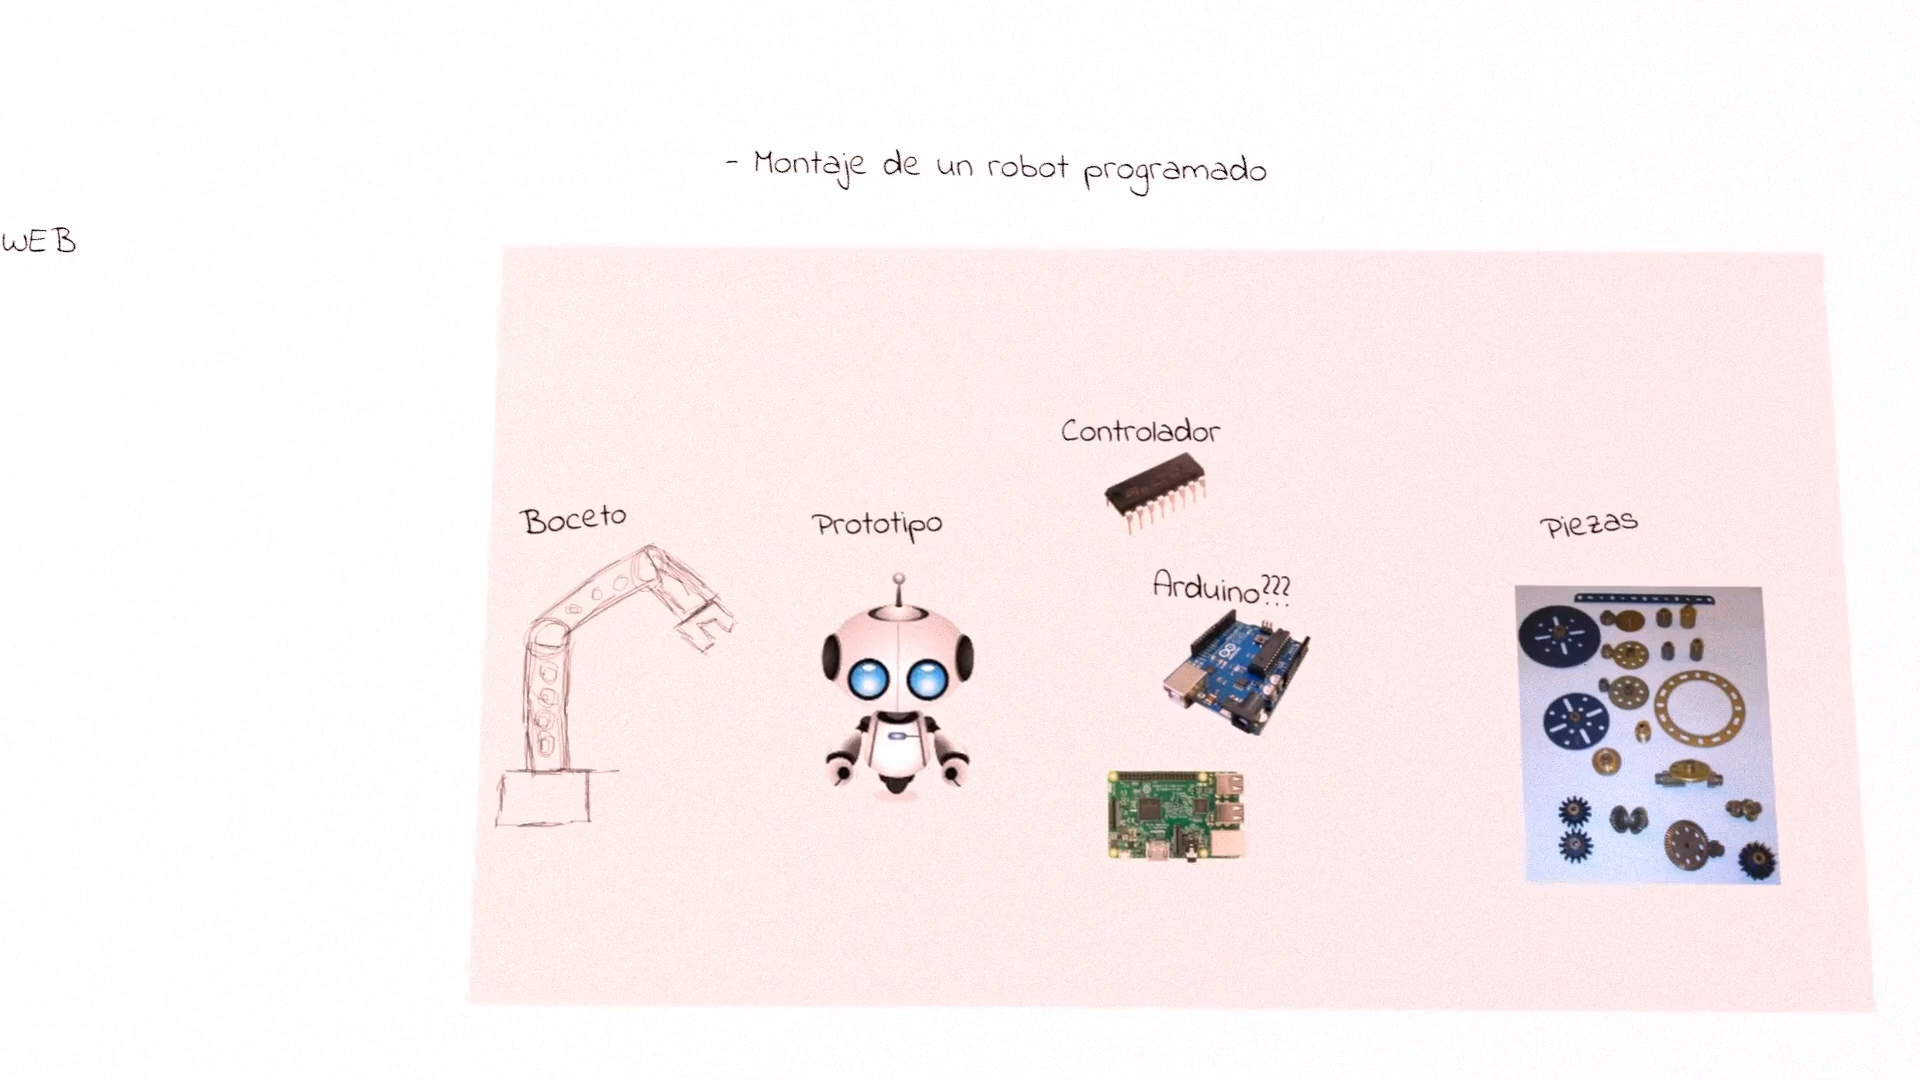 - Montaje de un robot programado
WEB
Controlador
Boceto
Prototipo
Piezas
Arduino???